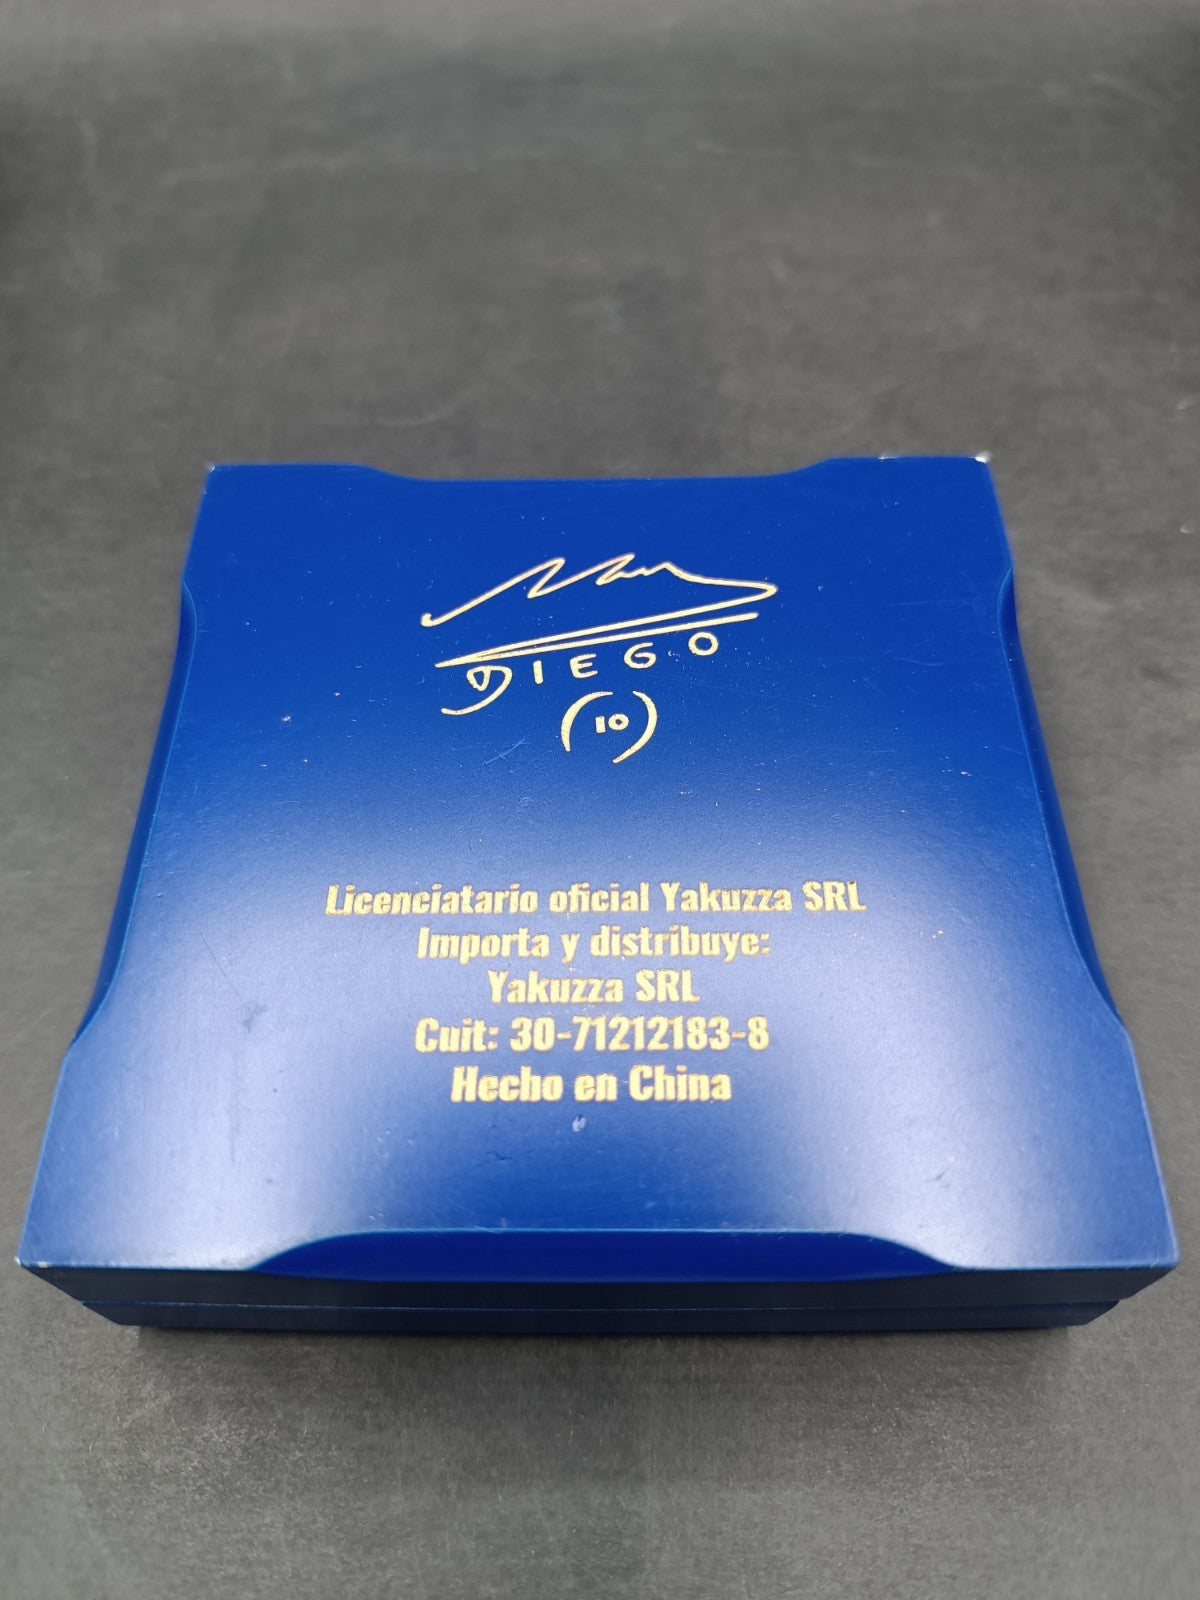 DIEGO
(10)
Licenciatario oficial Yakuzza SRL
Importa y distribuye:
Yakuzza SRL
Cuit: 30-71212183-8
Hecho en China